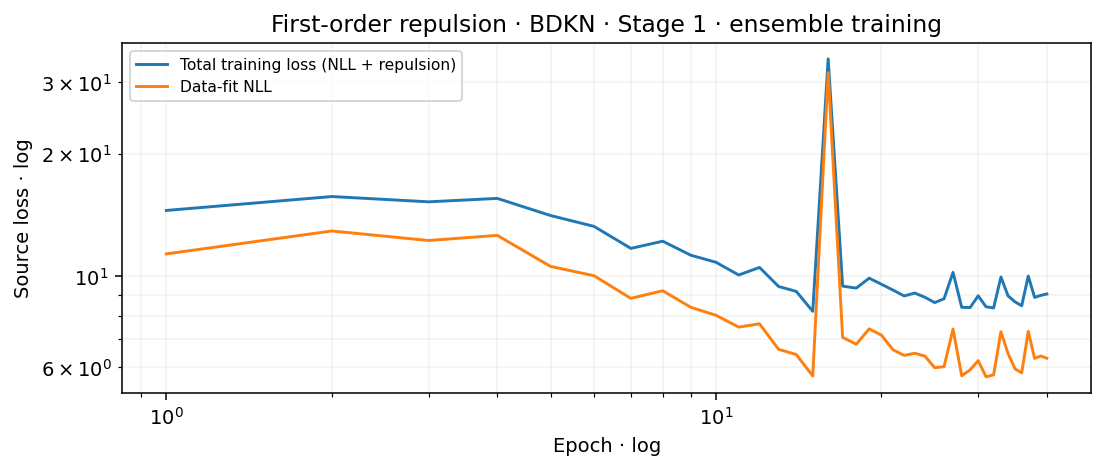 First-order repulsion · BDKN · Stage 1 · ensemble training
Total training loss (NLL + repulsion)
Data-fit NLL
Source loss · log
3 × 10¹
2 × 10¹
10¹
6 × 10⁰
10⁰
10¹
Epoch · log